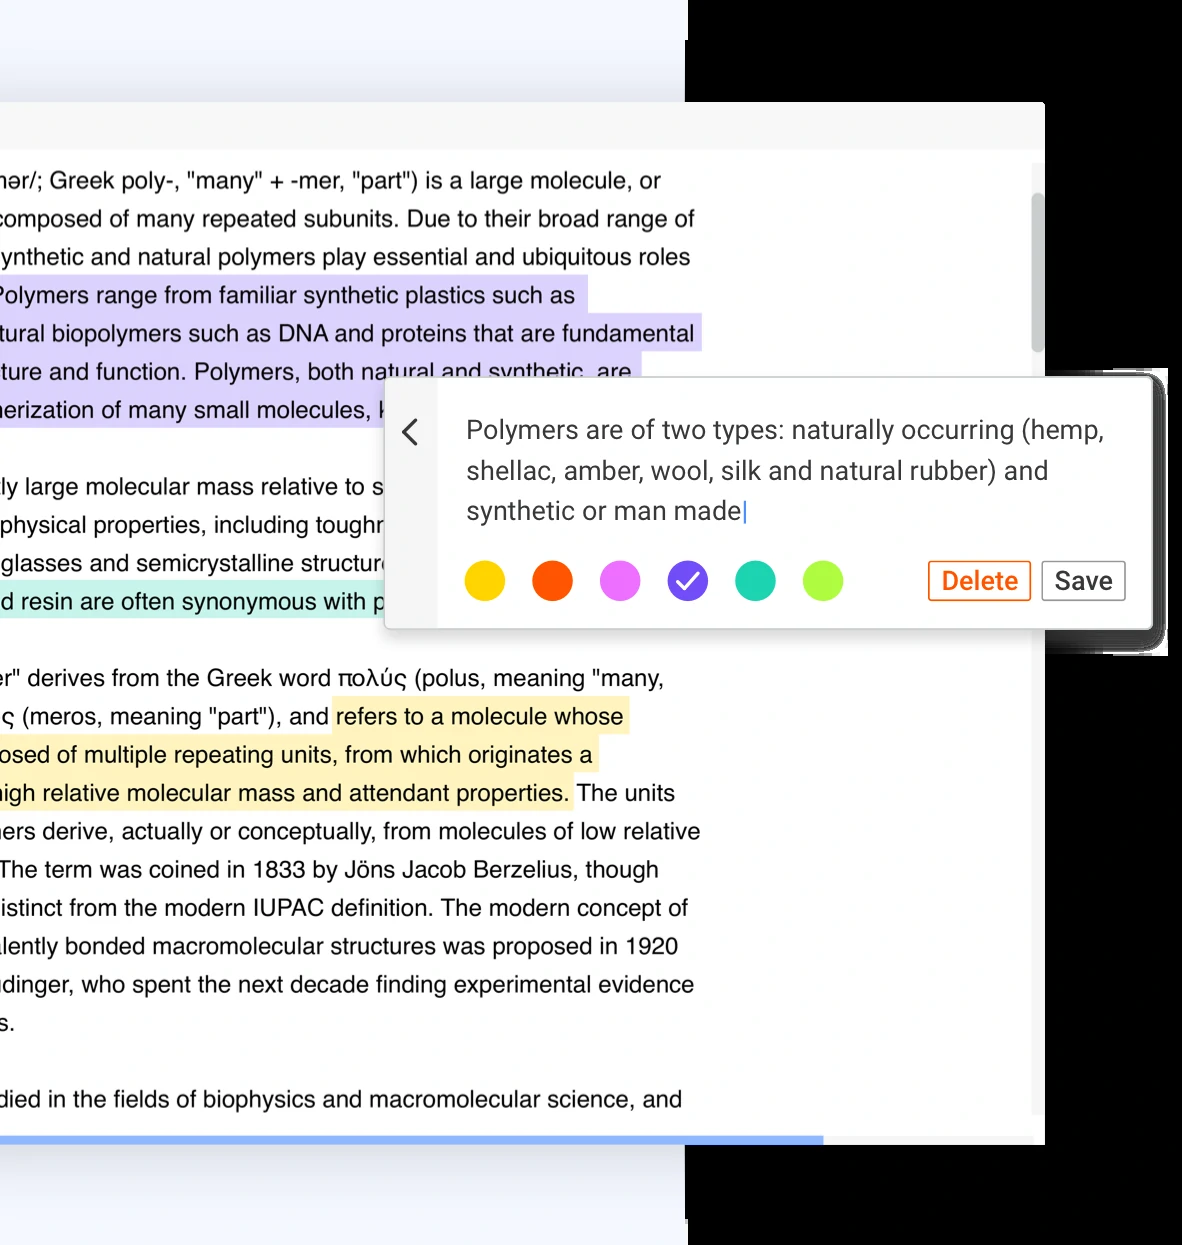 ; Greek poly-, "many" + -mer, "part") is a large molecule, or
composed of many repeated subunits. Due to their broad range of
ynthetic and natural polymers play essential and ubiquitous roles
Polymers range from familiar synthetic plastics such as
tural biopolymers such as DNA and proteins that are fundamental
ture and function. Polymers, both natural and synthetic, are
erization of many small molecules,
ly large molecular mass relative to s
physical properties, including tough
glasses and semicrystalline structur
d resin are often synonymous with p
Polymers are of two types: naturally occurring (hemp,
shellac, amber, wool, silk and natural rubber) and
synthetic or man made
Delete
Save
er" derives from the Greek word πολύς (polus, meaning "many,
ς (meros, meaning "part"), and refers to a molecule whose
osed of multiple repeating units, from which originates a
high relative molecular mass and attendant properties. The units
ers derive, actually or conceptually, from molecules of low relative
The term was coined in 1833 by Jöns Jacob Berzelius, though
istinct from the modern IUPAC definition. The modern concept of
lently bonded macromolecular structures was proposed in 1920
dinger, who spent the next decade finding experimental evidence
s.
died in the fields of biophysics and macromolecular science, and